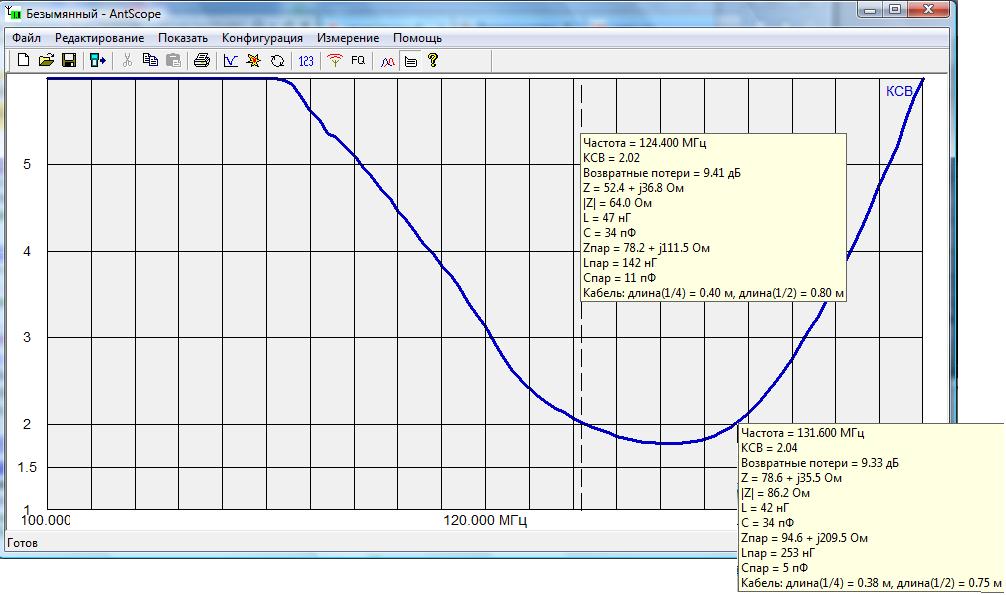 Безымянный - AntScope
Файл Редактирование Показать Конфигурация Измерение Помощь
123 FQ ?
КСВ
5
4
3
2
1.5
1
100.000
120.000 МГц
Частота = 124.400 МГц
КСВ = 2.02
Возвратные потери = 9.41 дБ
Z = 52.4 + j36.8 Ом
|Z| = 64.0 Ом
L = 47 нГ
C = 34 пФ
Zпар = 78.2 + j111.5 Ом
Lпар = 142 нГ
Cпар = 11 пФ
Кабель: длина(1/4) = 0.40 м, длина(1/2) = 0.80 м
Частота = 131.600 МГц
КСВ = 2.04
Возвратные потери = 9.33 дБ
Z = 78.6 + j35.5 Ом
|Z| = 86.2 Ом
L = 42 нГ
C = 34 пФ
Zпар = 94.6 + j209.5 Ом
Lпар = 253 нГ
Cпар = 5 пФ
Кабель: длина(1/4) = 0.38 м, длина(1/2) = 0.75 м
Готов